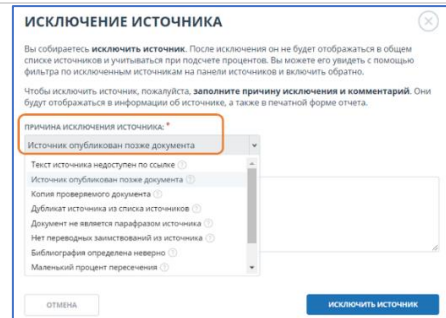 ИСКЛЮЧЕНИЕ ИСТОЧНИКА
Вы собираетесь исключить источник. После исключения он не будет отображаться в общем
списке источников и учитываться при подсчете процентов. Вы можете его увидеть с помощью
фильтра по исключенным источникам на панели источников и включить обратно.
Чтобы исключить источник, пожалуйста, заполните причину исключения и комментарий. Они
будут отображаться в информации об источнике, а также в печатной форме отчета.
ПРИЧИНА ИСКЛЮЧЕНИЯ ИСТОЧНИКА: *
Источник опубликован позже документа
Текст источника недоступен по ссылке ?
Источник опубликован позже документа ?
Копия проверяемого документа ?
Дубликат источника из списка источников ?
Документ не является парафразом источника ?
Нет переводных заимствований из источника ?
Библиография определена неверно ?
Маленький процент пересечения ?
ОТМЕНА
ИСКЛЮЧИТЬ ИСТОЧНИК